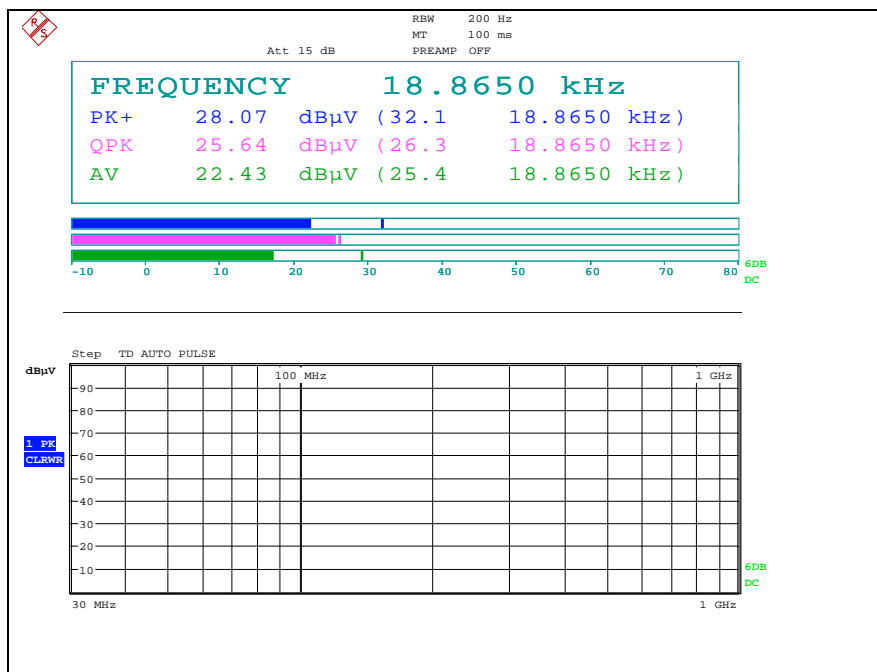 R S
RBW 200 Hz
MT 100 ms
Att 15 dB PREAMP OFF
FREQUENCY 18.8650 kHz
PK+ 28.07 dBµV (32.1 18.8650 kHz)
QPK 25.64 dBµV (26.3 18.8650 kHz)
AV 22.43 dBµV (25.4 18.8650 kHz)
-10 0 10 20 30 40 50 60 70 80
6DB
DC
Step TD AUTO PULSE
dBµV
100 MHz 1 GHz
90
80
70
1 PK
CLRWR
60
50
40
30
20
10
6DB
DC
30 MHz 1 GHz